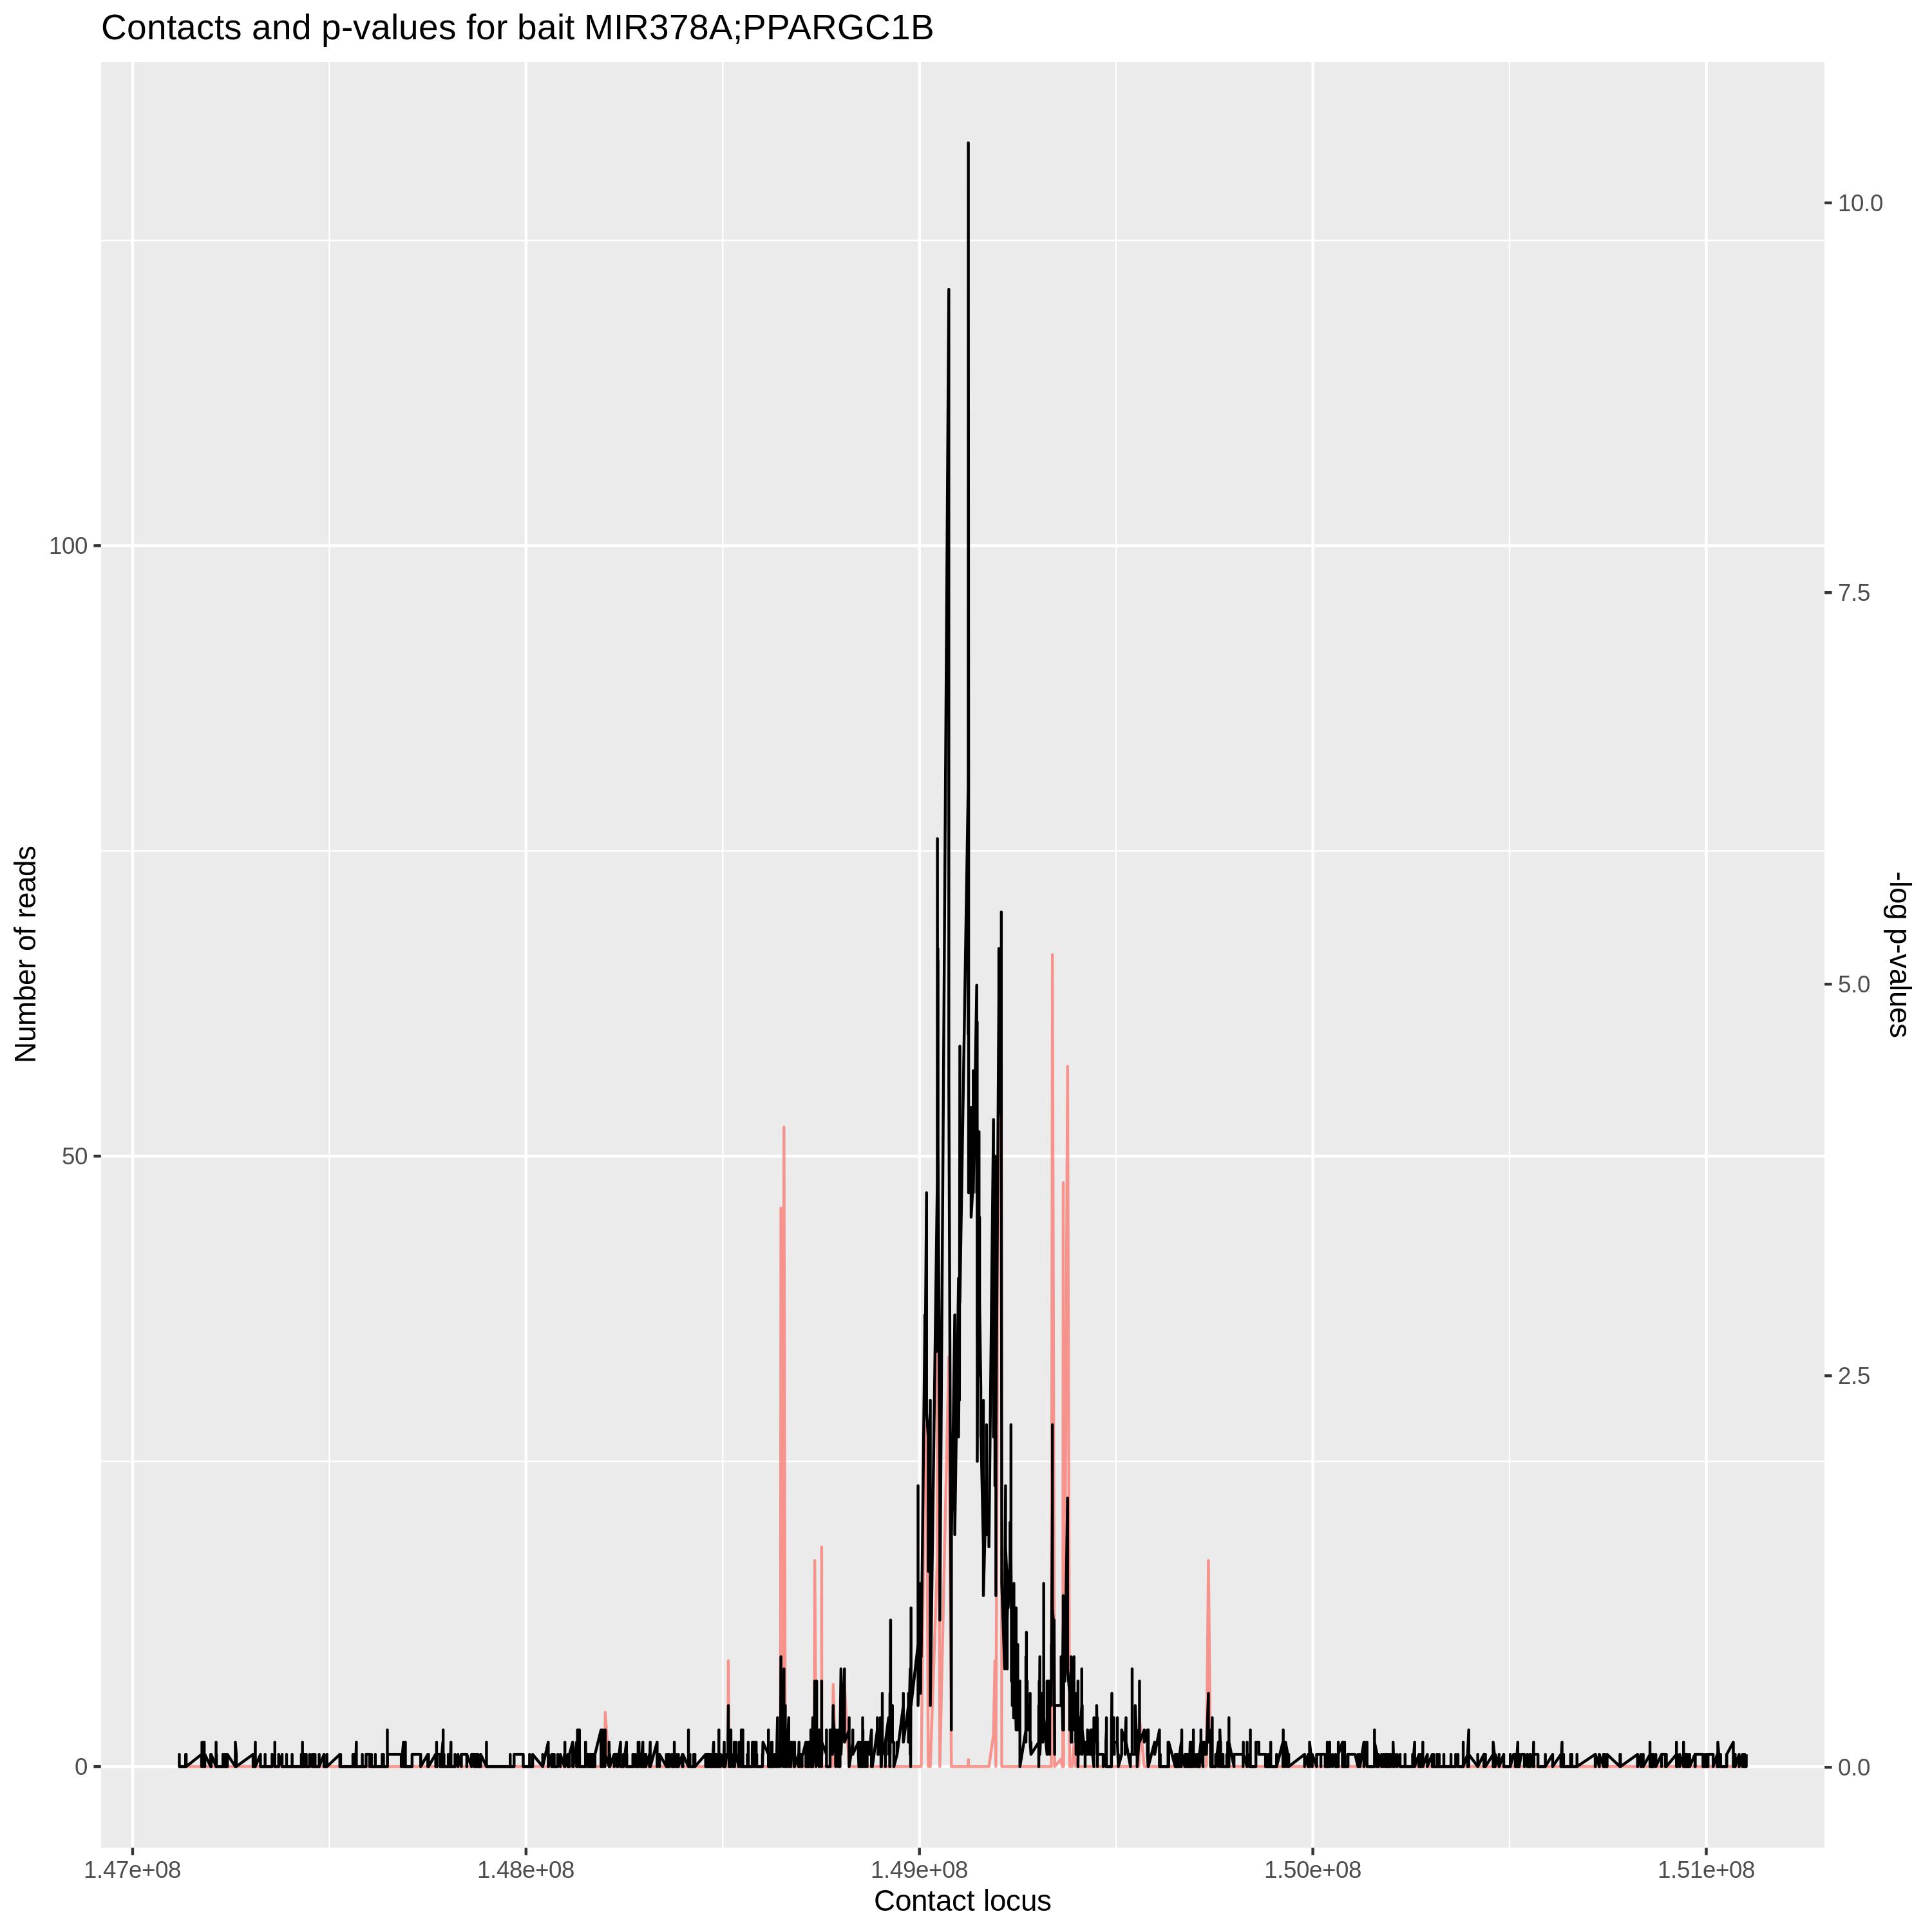 Contacts and p-values for bait MIR378A;PPARGC1B
Number of reads
100
50
0
10.0
7.5
5.0
2.5
0.0
-log p-values
1.47e+08 1.48e+08 1.49e+08 1.50e+08 1.51e+08
Contact locus